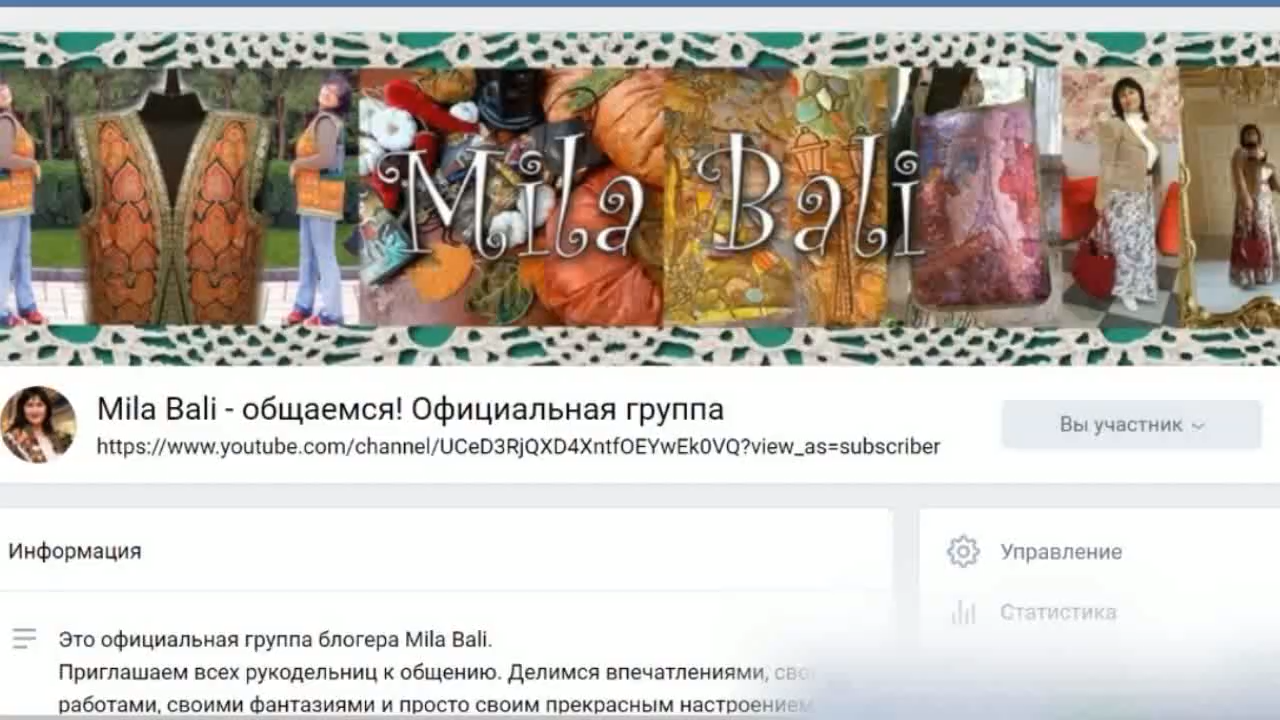 Mila Bali
Mila Bali - общаемся! Официальная группа
https://www.youtube.com/channel/UCeD3RjQXD4XntfOEYwEk0VQ?view_as=subscriber
Вы участник
Информация
Управление
Статистика
Это официальная группа блогера Mila Bali.
Приглашаем всех рукодельниц к общению. Делимся впечатлениями,
работами, своими фантазиями и просто своим прекрасным настроением